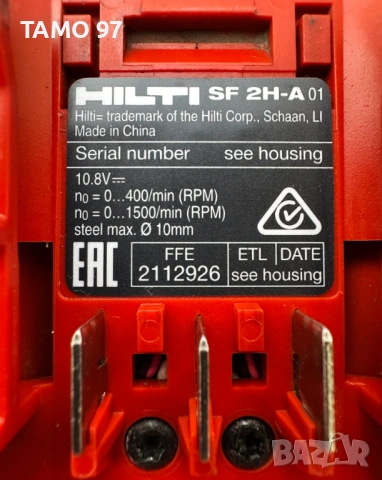 TAMO 97
HILTI SF 2H-A 01
Hilti= trademark of the Hilti Corp., Schaan, LI
Made in China
Serial number see housing
10.8V⎓
n₀ = 0...400/min (RPM)
n₀ = 0...1500/min (RPM)
steel max. Ø 10mm
EAC
FFE ETL DATE
2112926 see housing
BAZAR